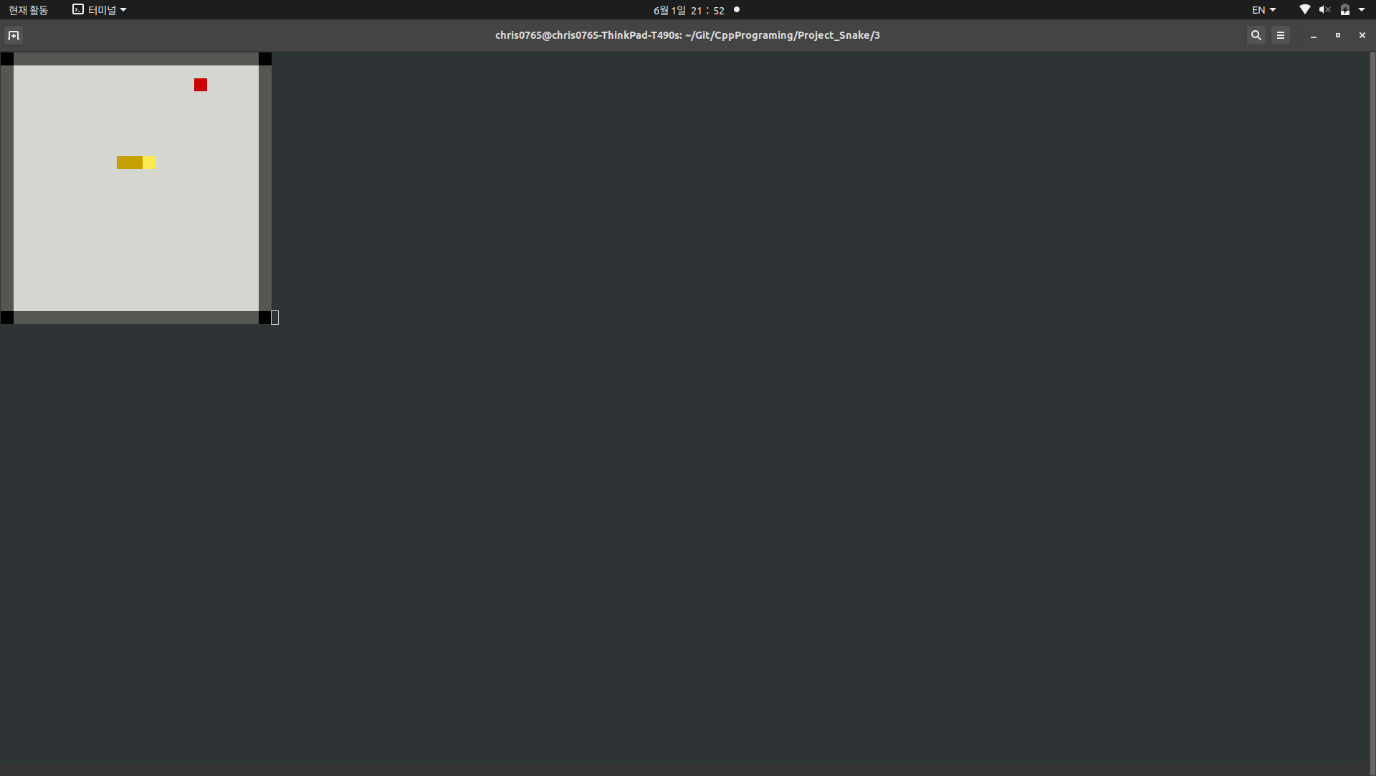 현재 활동 터미널 6월 1일 21 : 52 EN
chris0765@chris0765-ThinkPad-T490s: ~/Git/CppPrograming/Project_Snake/3